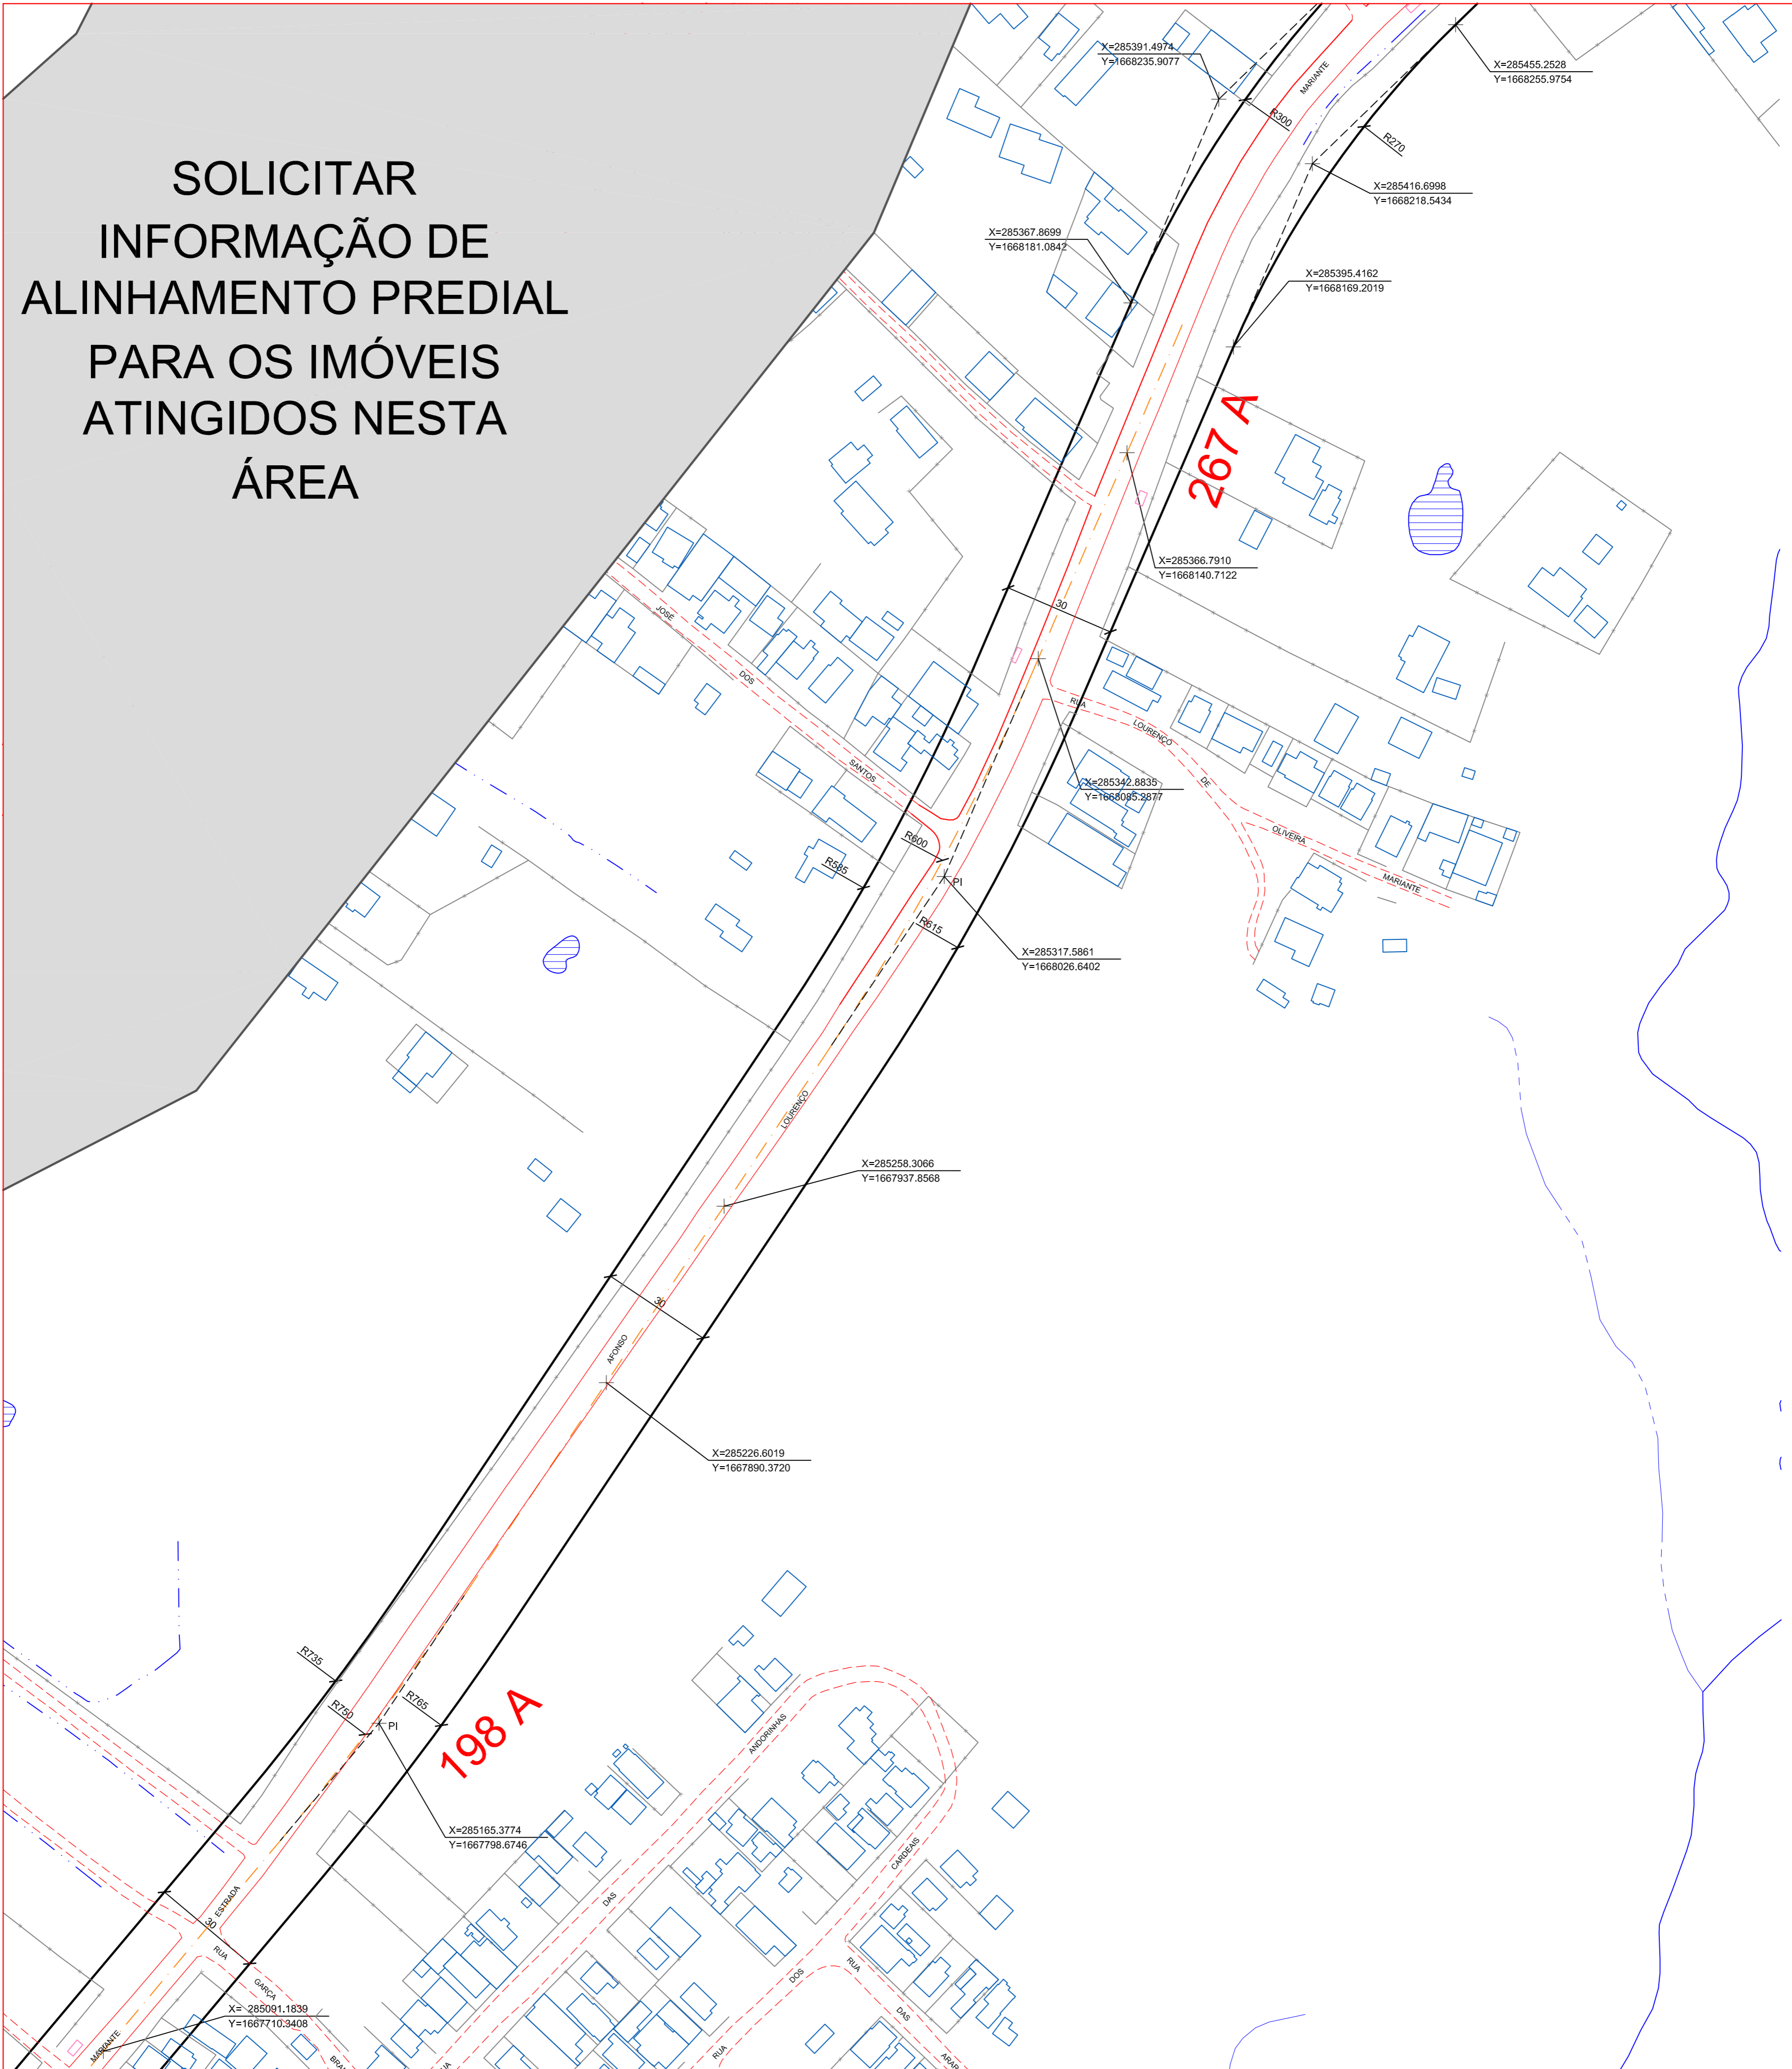 SOLICITAR
INFORMAÇÃO DE
ALINHAMENTO PREDIAL
PARA OS IMÓVEIS
ATINGIDOS NESTA
ÁREA
X=285391.4974
Y=1668235.9077
MARIANTE
X=285455.2528
Y=1668255.9754
R300
R270
X=285416.6998
Y=1668218.5434
X=285367.8699
Y=1668181.0842
X=285395.4162
Y=1668169.2019
267 A
X=285366.7910
Y=1668140.7122
30
JOSÉ
DOS
SANTOS
RUA
LOURENÇO
DE
OLIVEIRA
MARIANTE
X=285342.8835
Y=1668085.2877
R600
R585
PI
R615
X=285317.5861
Y=1668026.6402
LOURENÇO
X=285258.3066
Y=1667937.8568
30
AFONSO
X=285226.6019
Y=1667890.3720
R735
R750
R765
PI
198 A
X=285165.3774
Y=1667798.6746
ANDORINHAS
CARDEAIS
DAS
ESTRADA
30
RUA
GARÇA
DOS
RUA
DAS
X= 285091.1839
Y=1667710.3408
MARIANTE
RUA